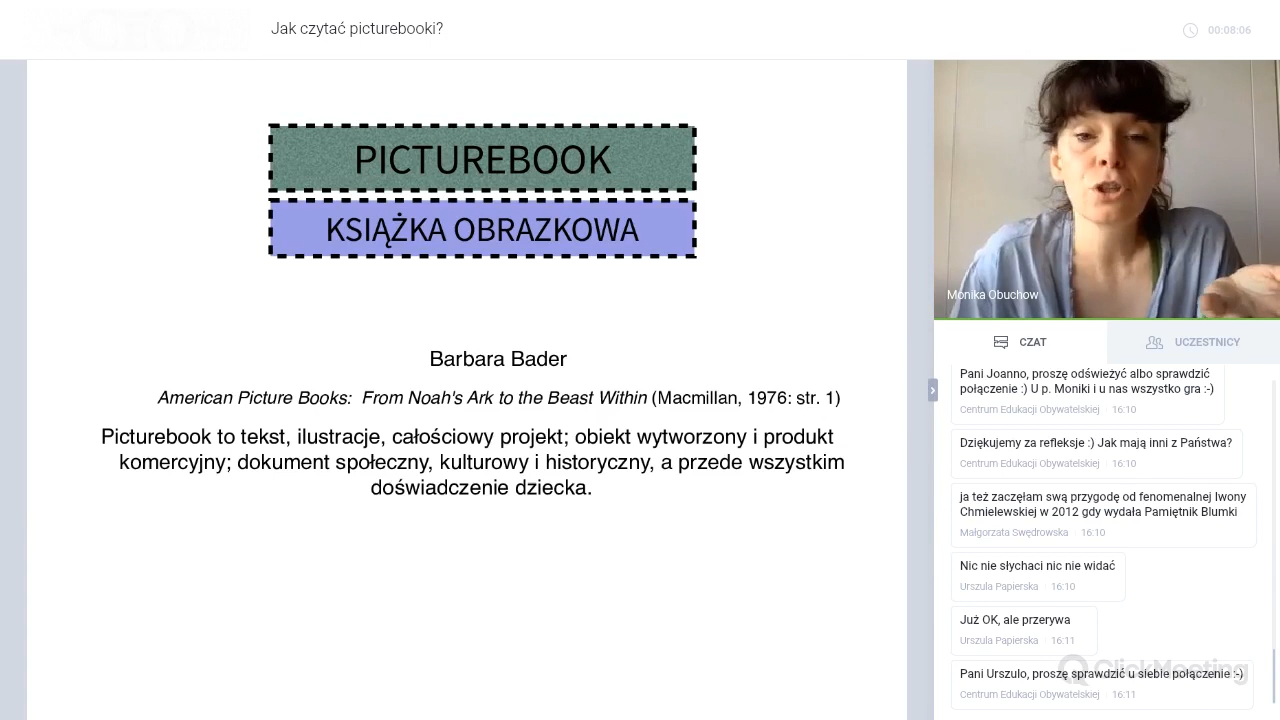 Jak czytać picturebooki?
00:08:06
PICTUREBOOK
KSIĄŻKA OBRAZKOWA
Barbara Bader
American Picture Books: From Noah's Ark to the Beast Within (Macmillan, 1976: str. 1)
Picturebook to tekst, ilustracje, całościowy projekt; obiekt wytworzony i produkt
komercyjny; dokument społeczny, kulturowy i historyczny, a przede wszystkim
doświadczenie dziecka.
Monika Obuchow
CZAT
UCZESTNICY
Pani Joanno, proszę odświeżyć albo sprawdzić
połączenie :) U p. Moniki i u nas wszystko gra :-)
Centrum Edukacji Obywatelskiej · 16:10
Dziękujemy za refleksje :) Jak mają inni z Państwa?
Centrum Edukacji Obywatelskiej · 16:10
ja też zaczęłam swą przygodę od fenomenalnej Iwony
Chmielewskiej w 2012 gdy wydała Pamiętnik Blumki
Małgorzata Swędrowska · 16:10
Nic nie słychaci nic nie widać
Urszula Papierska · 16:10
Już OK, ale przerywa
Urszula Papierska · 16:11
Pani Urszulo, proszę sprawdzić u siebie połączenie :-)
Centrum Edukacji Obywatelskiej · 16:11
ClickMeeting